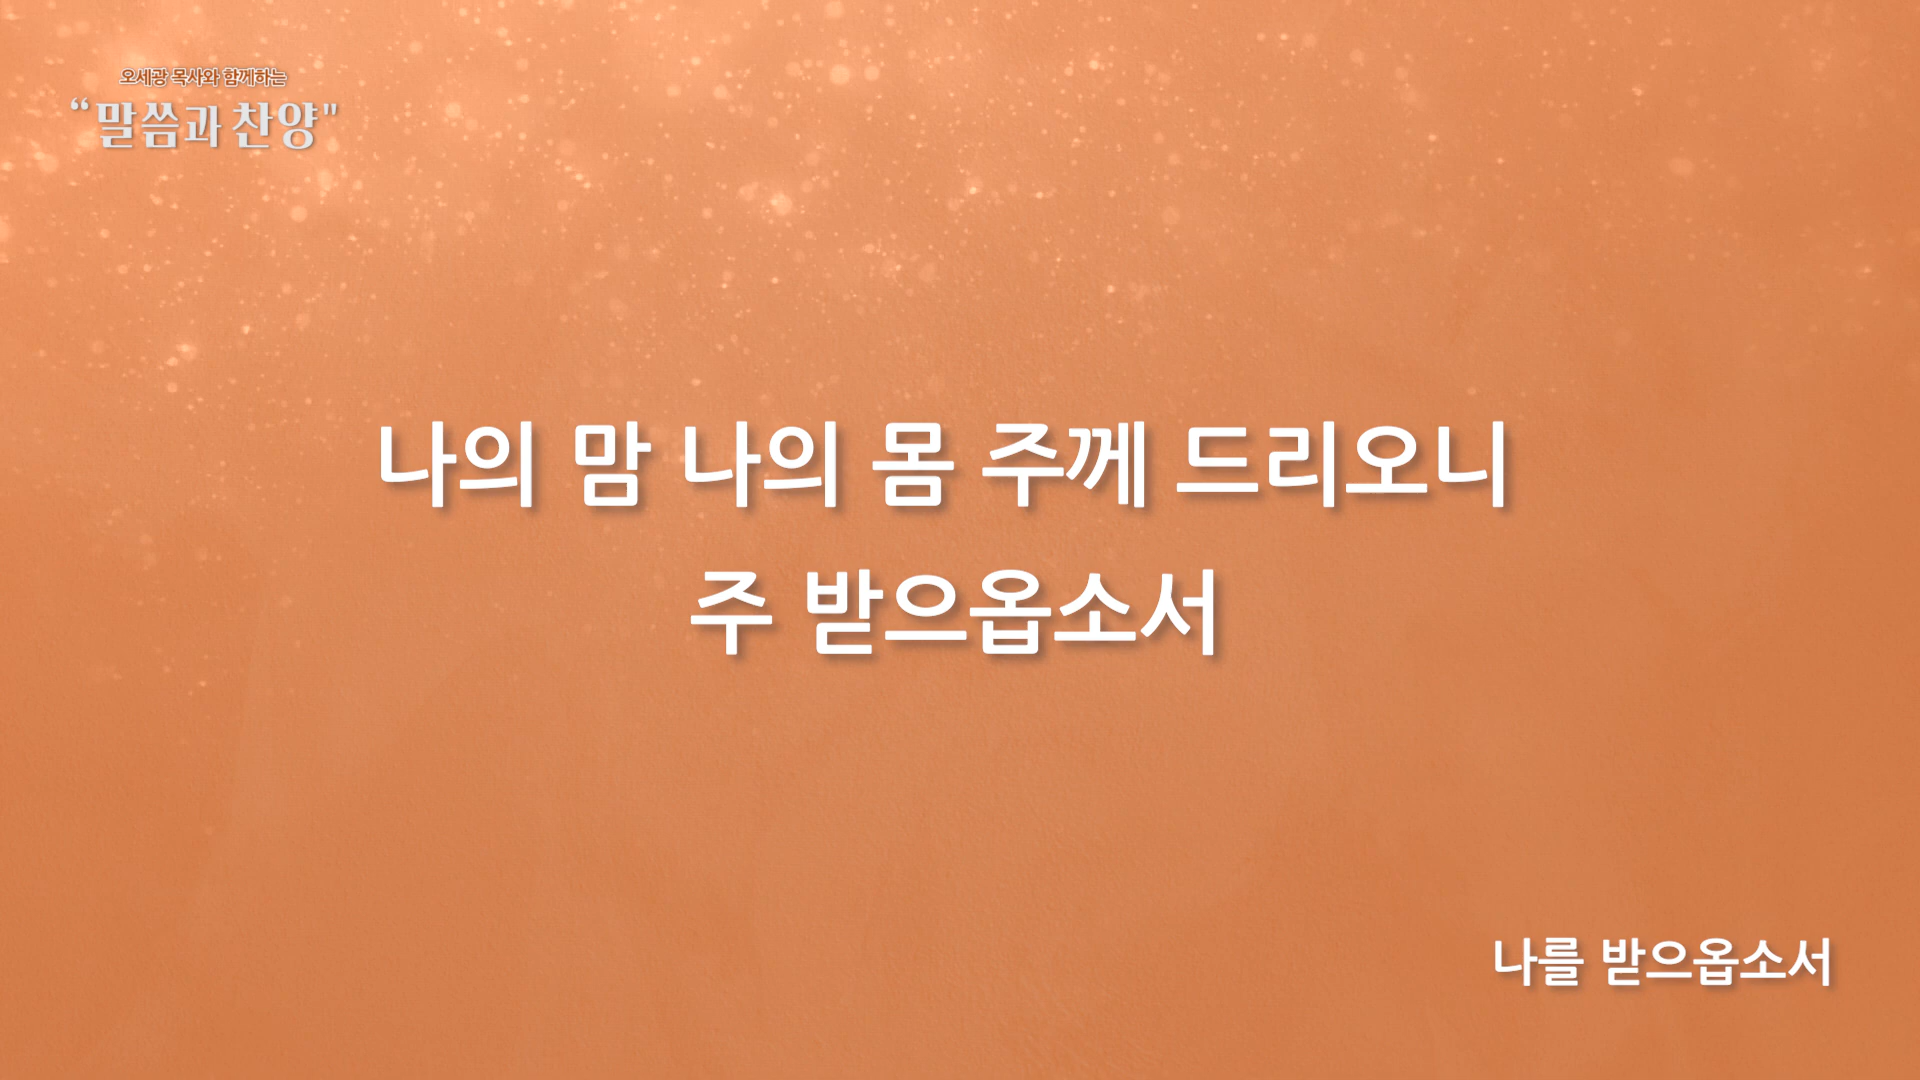 오세광 목사와 함께하는
“말씀과 찬양"
나의 맘 나의 몸 주께 드리오니
주 받으옵소서
나를 받으옵소서